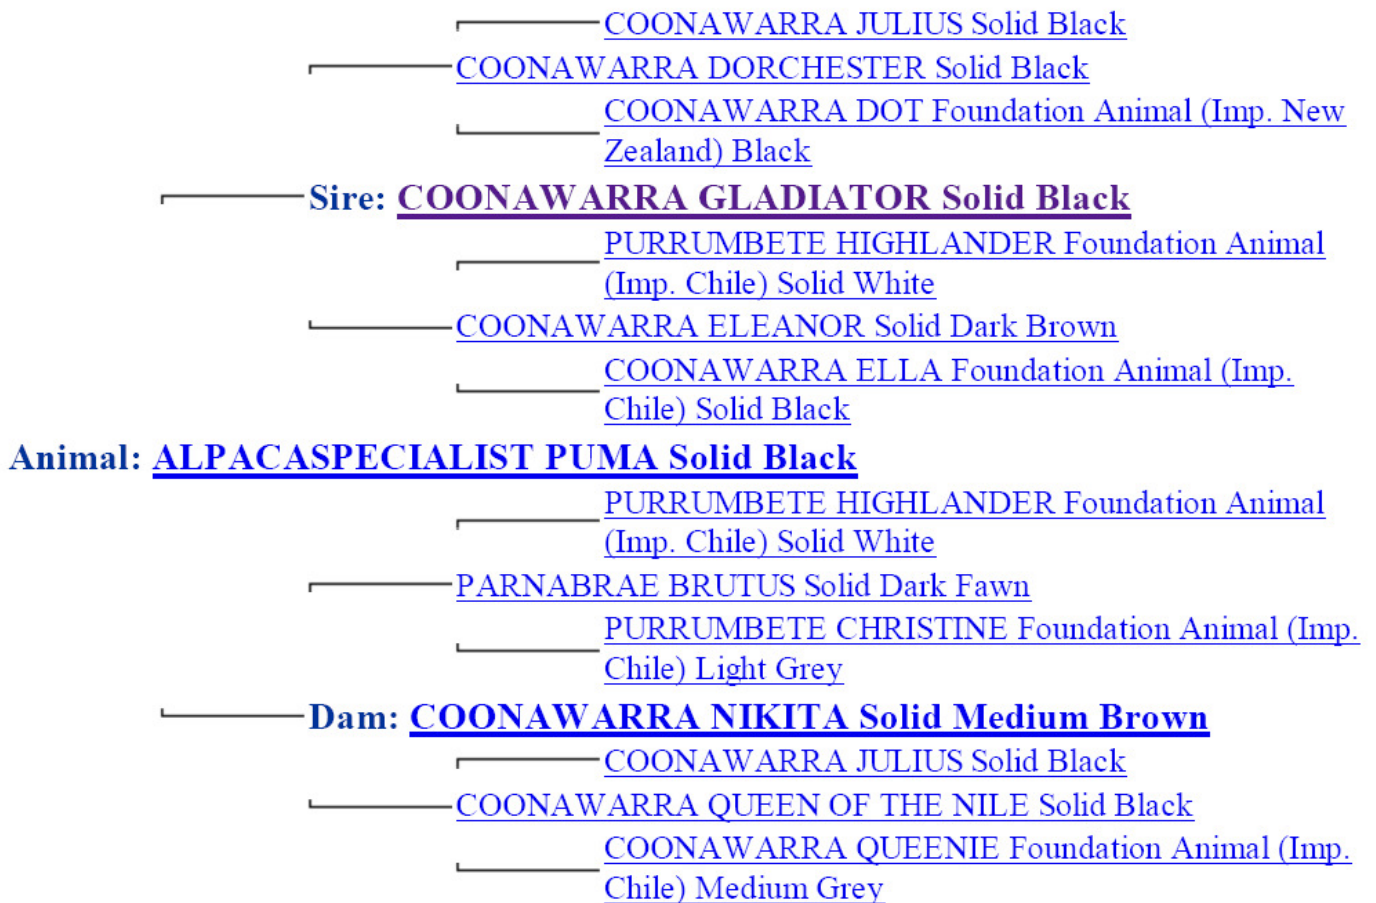 COONAWARRA JULIUS Solid Black
COONAWARRA DORCHESTER Solid Black
COONAWARRA DOT Foundation Animal (Imp. New
Zealand) Black
Sire: COONAWARRA GLADIATOR Solid Black
PURRUMBETE HIGHLANDER Foundation Animal
(Imp. Chile) Solid White
COONAWARRA ELEANOR Solid Dark Brown
COONAWARRA ELLA Foundation Animal (Imp.
Chile) Solid Black
Animal: ALPACASPECIALIST PUMA Solid Black
PURRUMBETE HIGHLANDER Foundation Animal
(Imp. Chile) Solid White
PARNABRAE BRUTUS Solid Dark Fawn
PURRUMBETE CHRISTINE Foundation Animal (Imp.
Chile) Light Grey
Dam: COONAWARRA NIKITA Solid Medium Brown
COONAWARRA JULIUS Solid Black
COONAWARRA QUEEN OF THE NILE Solid Black
COONAWARRA QUEENIE Foundation Animal (Imp.
Chile) Medium Grey